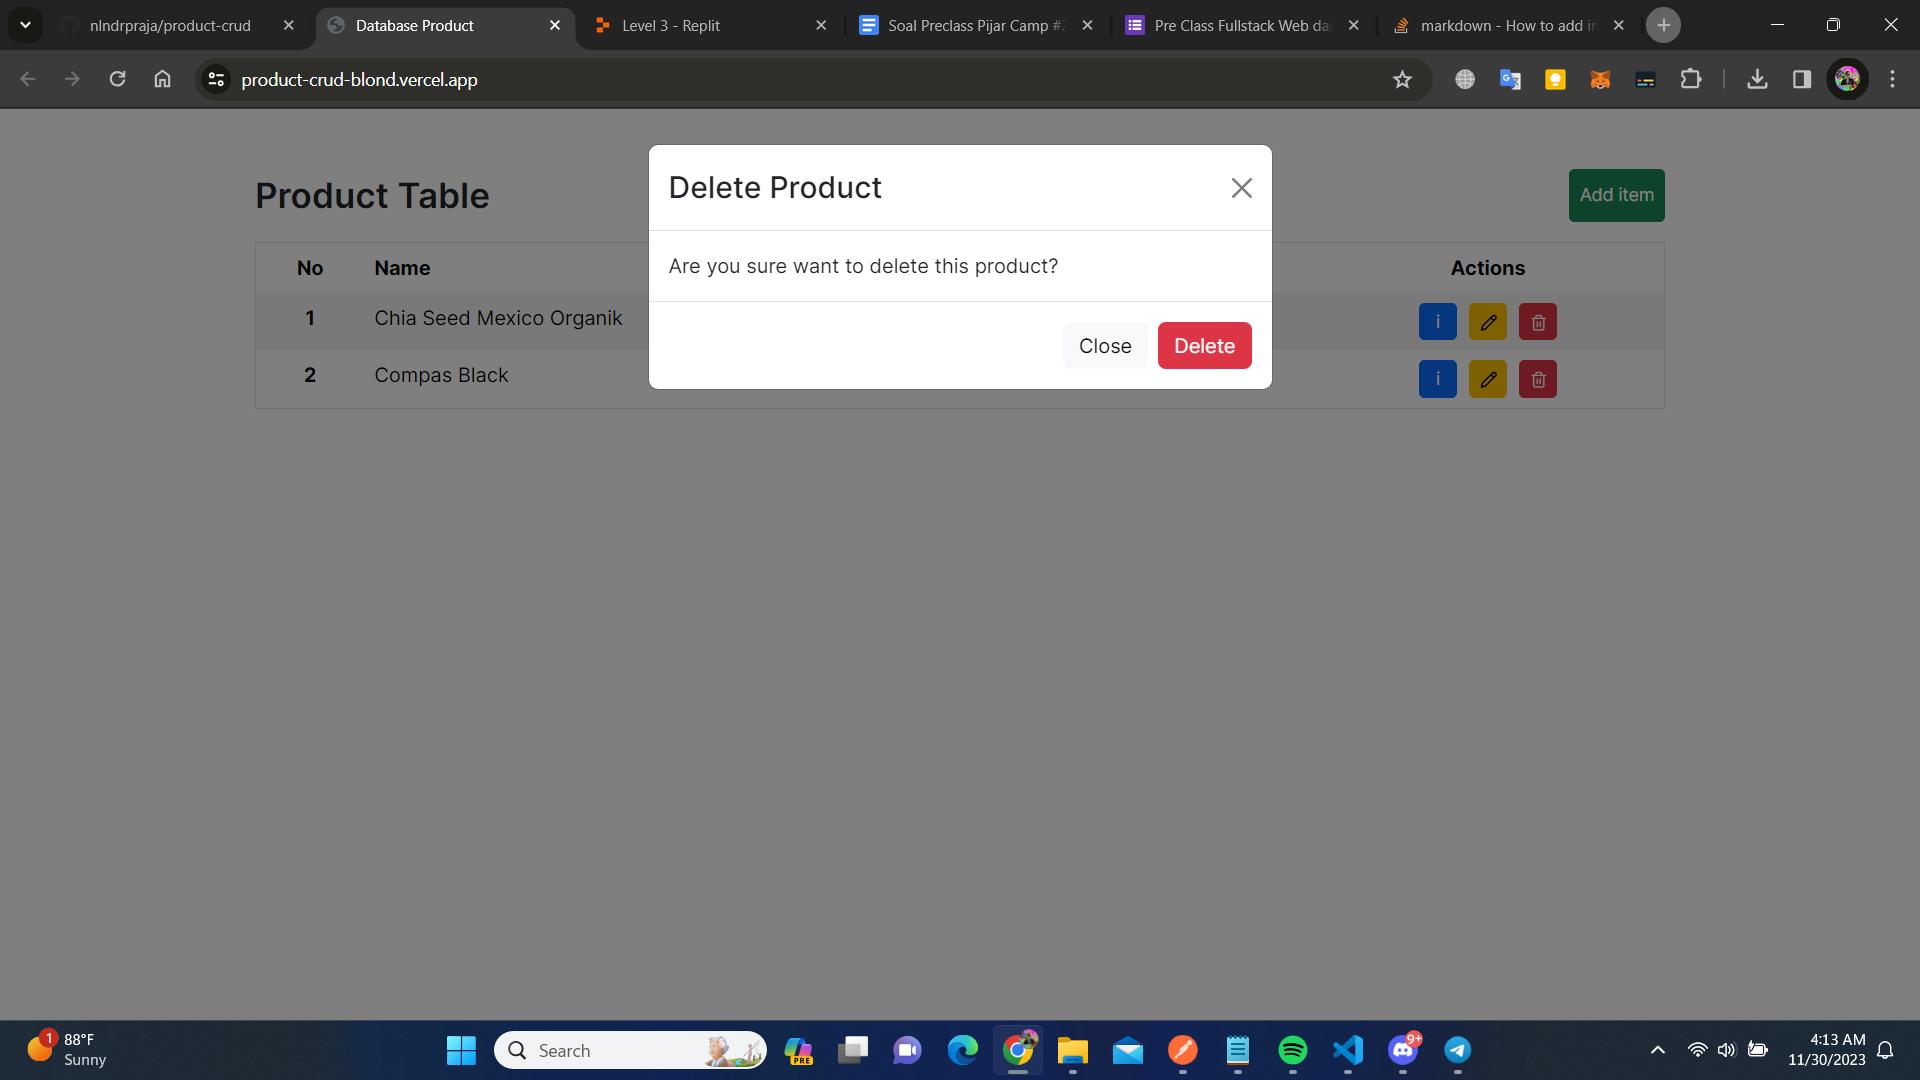 nlndrpraja/product-crud
Database Product
Level 3 - Replit
Soal Preclass Pijar Camp #
Pre Class Fullstack Web da
markdown - How to add i
product-crud-blond.vercel.app
Product Table
Delete Product
Add item
No
Name
Actions
Are you sure want to delete this product?
1
Chia Seed Mexico Organik
i
Close
Delete
2
Compas Black
i
1
88°F
Sunny
Search
PRE
9+
4:13 AM
11/30/2023